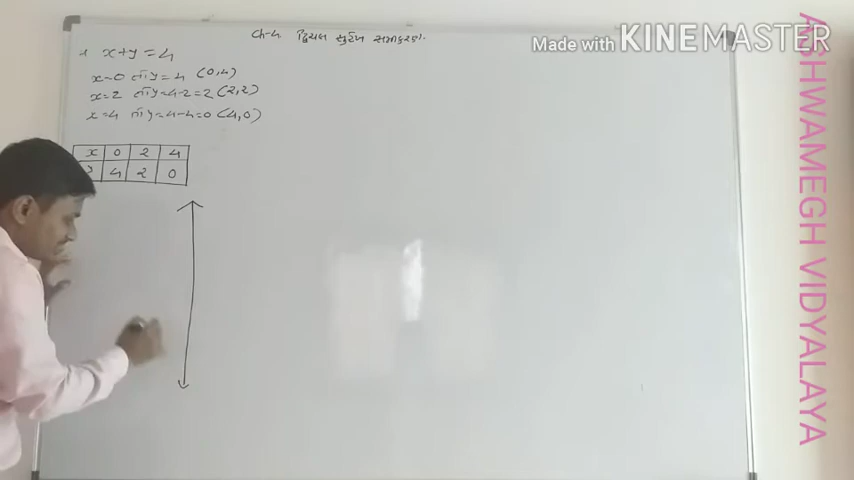 Ch-4 દ્વિચલ સુરેખ સમીકરણ
1 x+y=4
x=0 તો y=4 (0,4)
x=2 તો y=4-2=2 (2,2)
x=4 તો y=4-4=0 (4,0)
x 0 2 4
y 4 2 0
Made with KINEMASTER
ASHWAMEGH VIDYALAYA